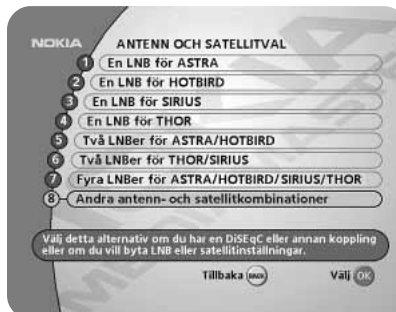 NOKIA
ANTENN OCH SATELLITVAL
1 En LNB för ASTRA
2 En LNB för HOTBIRD
3 En LNB för SIRIUS
4 En LNB för THOR
5 Två LNBer för ASTRA/HOTBIRD
6 Två LNBer för THOR/SIRIUS
7 Fyra LNBer för ASTRA/HOTBIRD/SIRIUS/THOR
8 Andra antenn- och satellitkombinationer
Välj detta alternativ om du har en DiSEqC eller annan koppling
eller om du vill byta LNB eller satellitinställningar.
Tillbaka BACK Välj OK